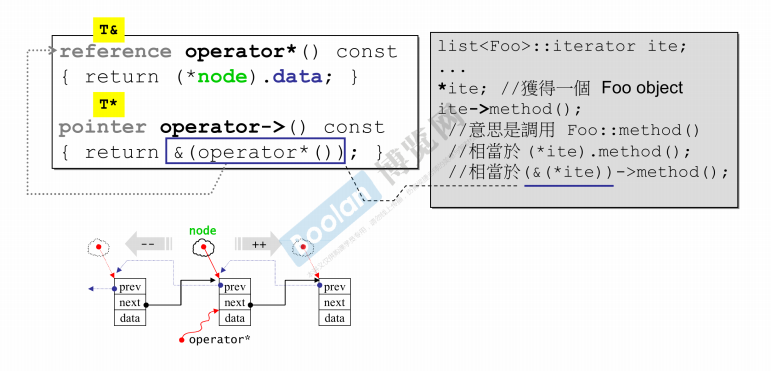 T&
reference operator*() const
{ return (*node).data; }
T*
pointer operator->() const
{ return &(operator*()); }
list<Foo>::iterator ite;
...
*ite; //獲得一個 Foo object
ite->method();
//意思是調用 Foo::method()
//相當於 (*ite).method();
//相當於(&(*ite))->method();
Boolan 博览网
node
--
++
prev
next
data
prev
next
data
prev
next
data
operator*